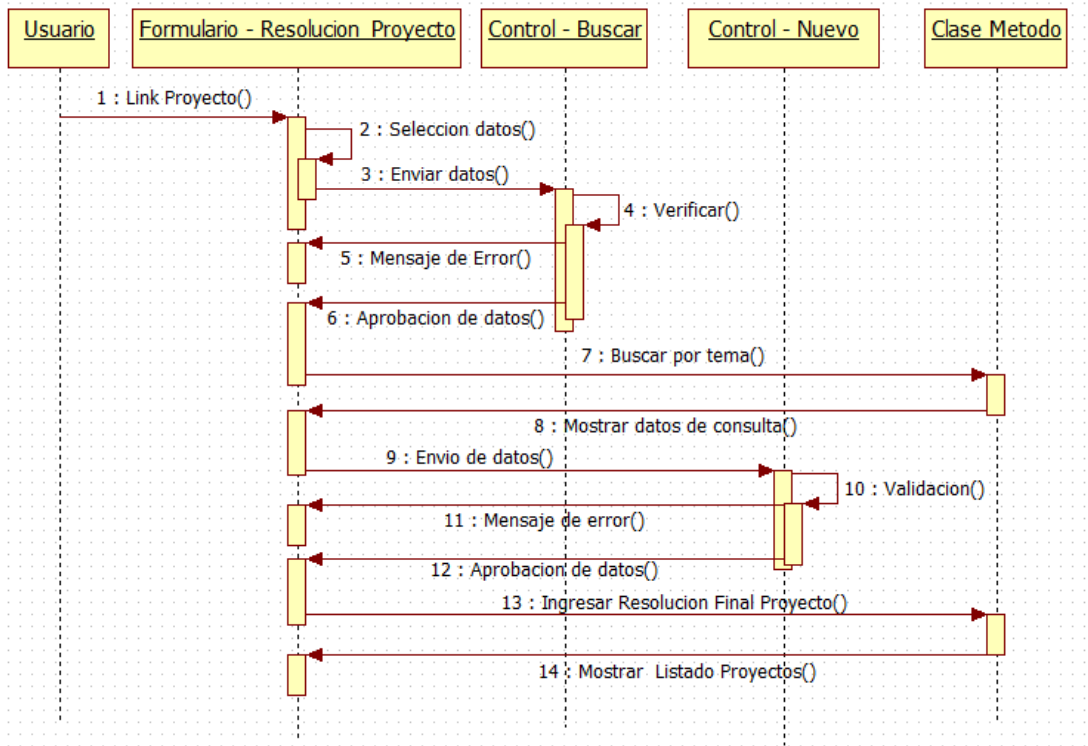 Usuario
Formulario - Resolucion_Proyecto
Control - Buscar
Control - Nuevo
Clase Metodo
1 : Link Proyecto()
2 : Seleccion datos()
3 : Enviar datos()
4 : Verificar()
5 : Mensaje de Error()
6 : Aprobacion de datos()
7 : Buscar por tema()
8 : Mostrar datos de consulta()
9 : Envio de datos()
10 : Validacion()
11 : Mensaje de error()
12 : Aprobacion de datos()
13 : Ingresar Resolucion Final Proyecto()
14 : Mostrar Listado Proyectos()